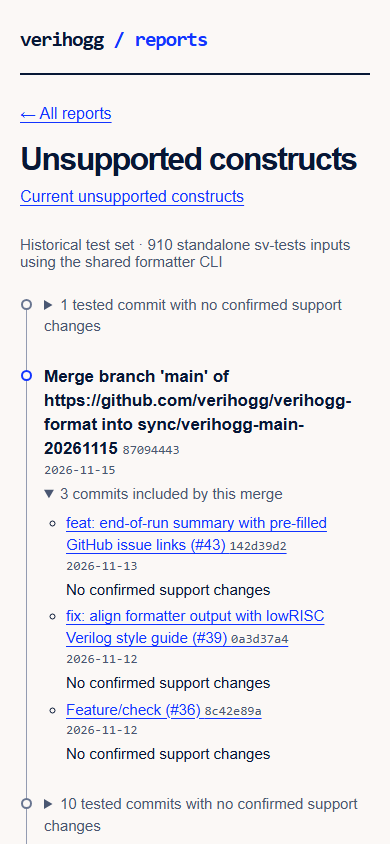 verihogg / reports
← All reports
Unsupported constructs
Current unsupported constructs
Historical test set · 910 standalone sv-tests inputs
using the shared formatter CLI
▶ 1 tested commit with no confirmed support
changes
Merge branch 'main' of
https://github.com/verihogg/verihogg-
format into sync/verihogg-main-
20261115 87094443
2026-11-15
▼ 3 commits included by this merge
feat: end-of-run summary with pre-filled
GitHub issue links (#43) 142d39d2
2026-11-13
No confirmed support changes
fix: align formatter output with lowRISC
Verilog style guide (#39) 0a3d37a4
2026-11-12
No confirmed support changes
Feature/check (#36) 8c42e89a
2026-11-12
No confirmed support changes
▶ 10 tested commits with no confirmed support
changes